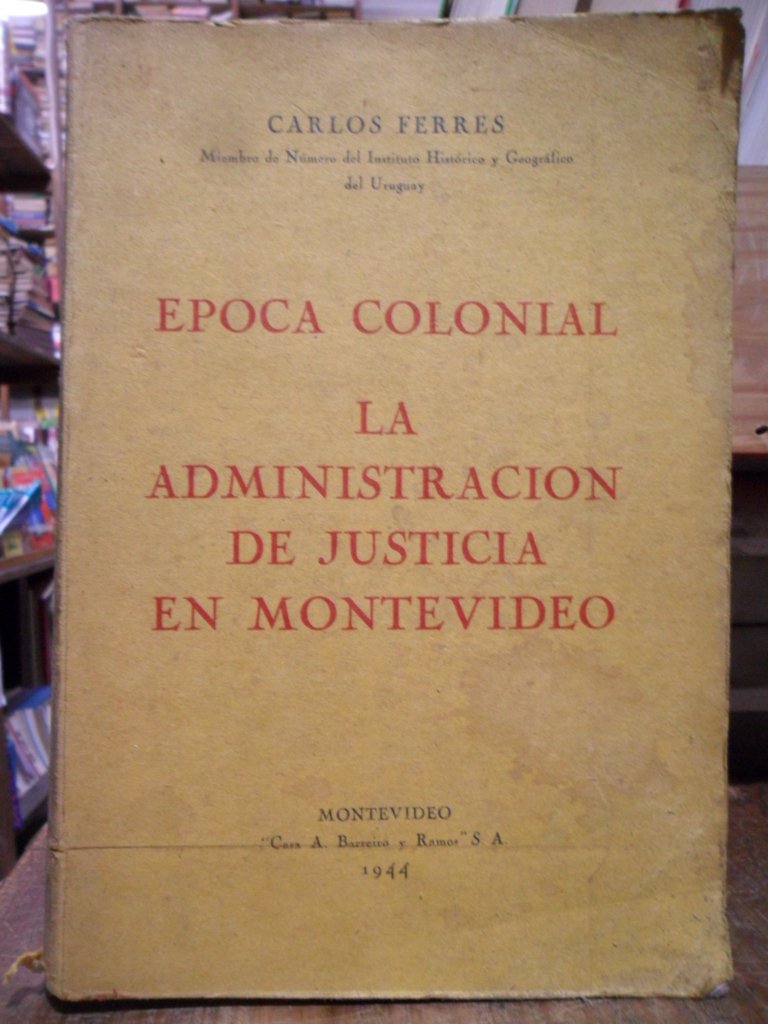 CARLOS FERRES
Miembro de Número del Instituto Histórico y Geográfico
del Uruguay
EPOCA COLONIAL
LA
ADMINISTRACION
DE JUSTICIA
EN MONTEVIDEO
MONTEVIDEO
"Casa A. Barreiro y Ramos" S A
1944